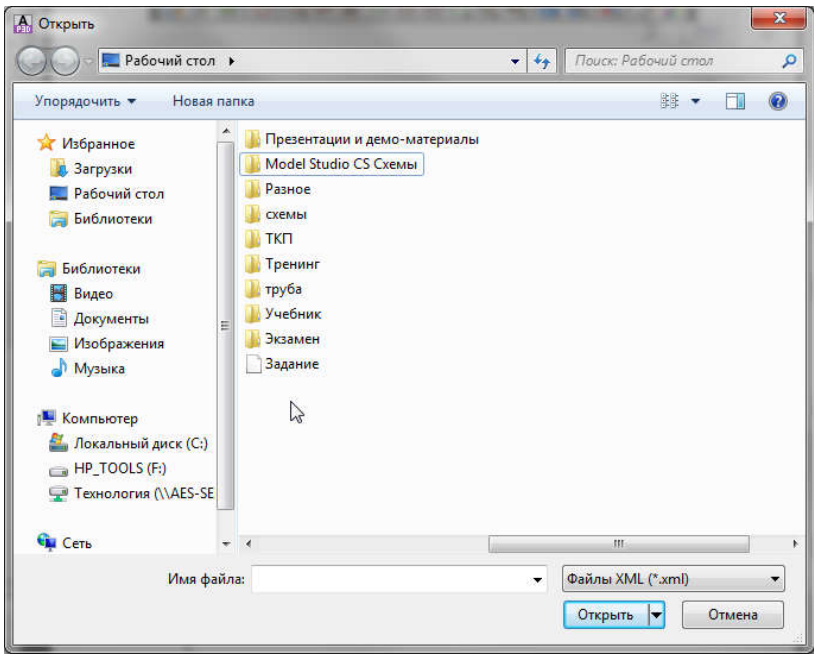 A P3D Открыть
Рабочий стол
Поиск: Рабочий стол
Упорядочить
Новая папка
Избранное
Загрузки
Рабочий стол
Библиотеки
Библиотеки
Видео
Документы
Изображения
Музыка
Компьютер
Локальный диск (C:)
HP_TOOLS (F:)
Технология (\\AES-SE
Сеть
Презентации и демо-материалы
Model Studio CS Схемы
Разное
схемы
ТКП
Тренинг
труба
Учебник
Экзамен
Задание
Имя файла:
Файлы XML (*.xml)
Открыть
Отмена